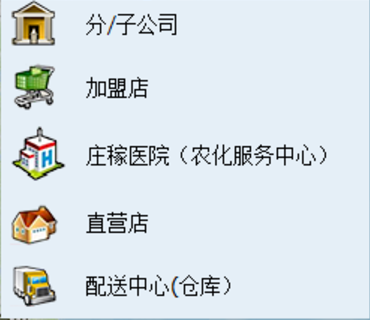 分/子公司
加盟店
庄稼医院（农化服务中心）
直营店
配送中心(仓库）